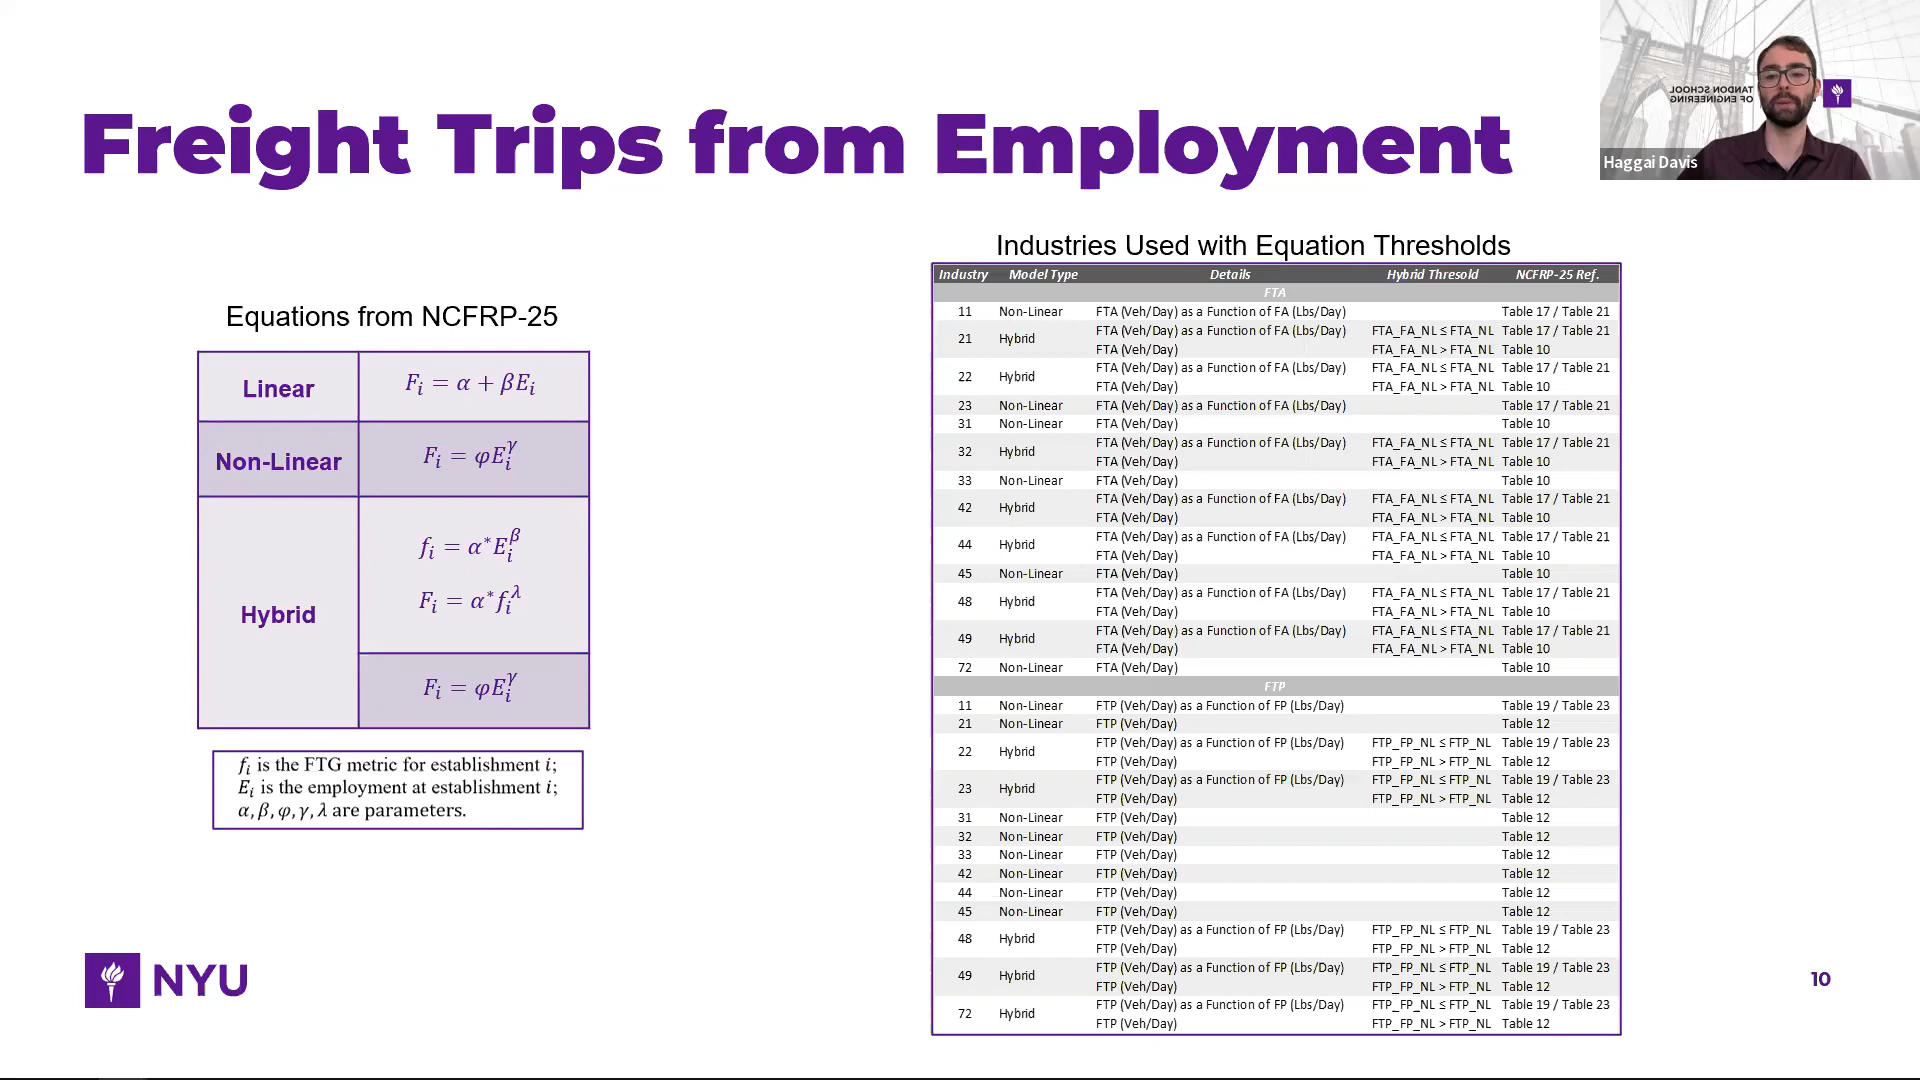 Freight Trips from Employment
TANDON SCHOOL
OF ENGINEERING
Haggai Davis
Equations from NCFRP-25
Linear F_i = α + βE_i
Non-Linear F_i = φE_i^γ
Hybrid
f_i = α*E_i^β
F_i = α*f_i^λ
F_i = φE_i^γ
f_i is the FTG metric for establishment i;
E_i is the employment at establishment i;
α, β, φ, γ, λ are parameters.
Industries Used with Equation Thresholds
Industry Model Type Details Hybrid Thresold NCFRP-25 Ref.
FTA
11 Non-Linear FTA (Veh/Day) as a Function of FA (Lbs/Day) Table 17 / Table 21
21 Hybrid FTA (Veh/Day) as a Function of FA (Lbs/Day) FTA_FA_NL ≤ FTA_NL Table 17 / Table 21
FTA (Veh/Day) FTA_FA_NL > FTA_NL Table 10
22 Hybrid FTA (Veh/Day) as a Function of FA (Lbs/Day) FTA_FA_NL ≤ FTA_NL Table 17 / Table 21
FTA (Veh/Day) FTA_FA_NL > FTA_NL Table 10
23 Non-Linear FTA (Veh/Day) as a Function of FA (Lbs/Day) Table 17 / Table 21
31 Non-Linear FTA (Veh/Day) Table 10
32 Hybrid FTA (Veh/Day) as a Function of FA (Lbs/Day) FTA_FA_NL ≤ FTA_NL Table 17 / Table 21
FTA (Veh/Day) FTA_FA_NL > FTA_NL Table 10
33 Non-Linear FTA (Veh/Day) Table 10
42 Hybrid FTA (Veh/Day) as a Function of FA (Lbs/Day) FTA_FA_NL ≤ FTA_NL Table 17 / Table 21
FTA (Veh/Day) FTA_FA_NL > FTA_NL Table 10
44 Hybrid FTA (Veh/Day) as a Function of FA (Lbs/Day) FTA_FA_NL ≤ FTA_NL Table 17 / Table 21
FTA (Veh/Day) FTA_FA_NL > FTA_NL Table 10
45 Non-Linear FTA (Veh/Day) Table 10
48 Hybrid FTA (Veh/Day) as a Function of FA (Lbs/Day) FTA_FA_NL ≤ FTA_NL Table 17 / Table 21
FTA (Veh/Day) FTA_FA_NL > FTA_NL Table 10
49 Hybrid FTA (Veh/Day) as a Function of FA (Lbs/Day) FTA_FA_NL ≤ FTA_NL Table 17 / Table 21
FTA (Veh/Day) FTA_FA_NL > FTA_NL Table 10
72 Non-Linear FTA (Veh/Day) Table 10
FTP
11 Non-Linear FTP (Veh/Day) as a Function of FP (Lbs/Day) Table 19 / Table 23
21 Non-Linear FTP (Veh/Day) Table 12
22 Hybrid FTP (Veh/Day) as a Function of FP (Lbs/Day) FTP_FP_NL ≤ FTP_NL Table 19 / Table 23
FTP (Veh/Day) FTP_FP_NL > FTP_NL Table 12
23 Hybrid FTP (Veh/Day) as a Function of FP (Lbs/Day) FTP_FP_NL ≤ FTP_NL Table 19 / Table 23
FTP (Veh/Day) FTP_FP_NL > FTP_NL Table 12
31 Non-Linear FTP (Veh/Day) Table 12
32 Non-Linear FTP (Veh/Day) Table 12
33 Non-Linear FTP (Veh/Day) Table 12
42 Non-Linear FTP (Veh/Day) Table 12
44 Non-Linear FTP (Veh/Day) Table 12
45 Non-Linear FTP (Veh/Day) Table 12
48 Hybrid FTP (Veh/Day) as a Function of FP (Lbs/Day) FTP_FP_NL ≤ FTP_NL Table 19 / Table 23
FTP (Veh/Day) FTP_FP_NL > FTP_NL Table 12
49 Hybrid FTP (Veh/Day) as a Function of FP (Lbs/Day) FTP_FP_NL ≤ FTP_NL Table 19 / Table 23
FTP (Veh/Day) FTP_FP_NL > FTP_NL Table 12
72 Hybrid FTP (Veh/Day) as a Function of FP (Lbs/Day) FTP_FP_NL ≤ FTP_NL Table 19 / Table 23
FTP (Veh/Day) FTP_FP_NL > FTP_NL Table 12
NYU
10